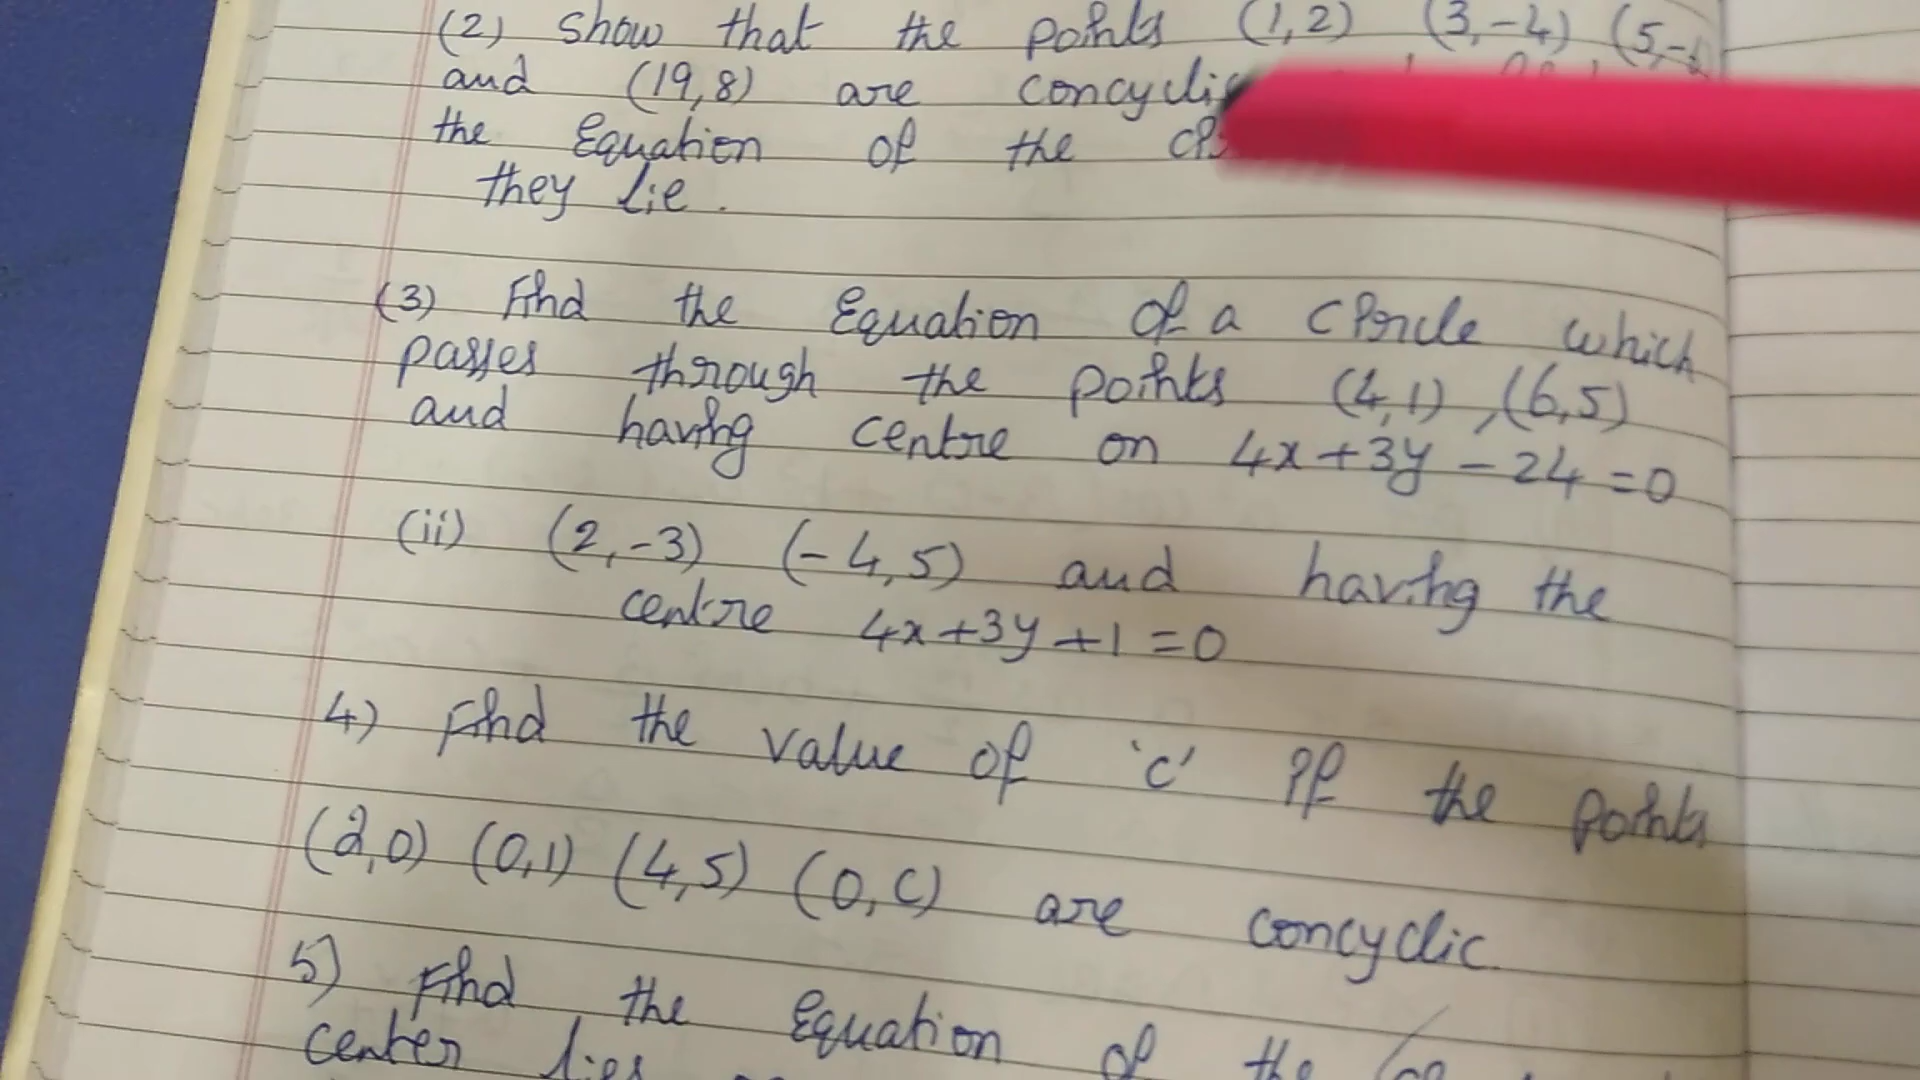 (2) Show that the points (1,2) (3,-4) (5,-
and (19,8) are concyclic
the Equation of the
they lie.
(3) Find the Equation of a circle which
passes through the points (4,1), (6,5)
and having centre on 4x+3y-24=0
(ii) (2,-3) (-4,5) and having the
centre 4x+3y+1=0
4) Find the value of 'c' if the points
(2,0) (0,1) (4,5) (0,C) are concyclic.
5) Find the Equation of the
center lies